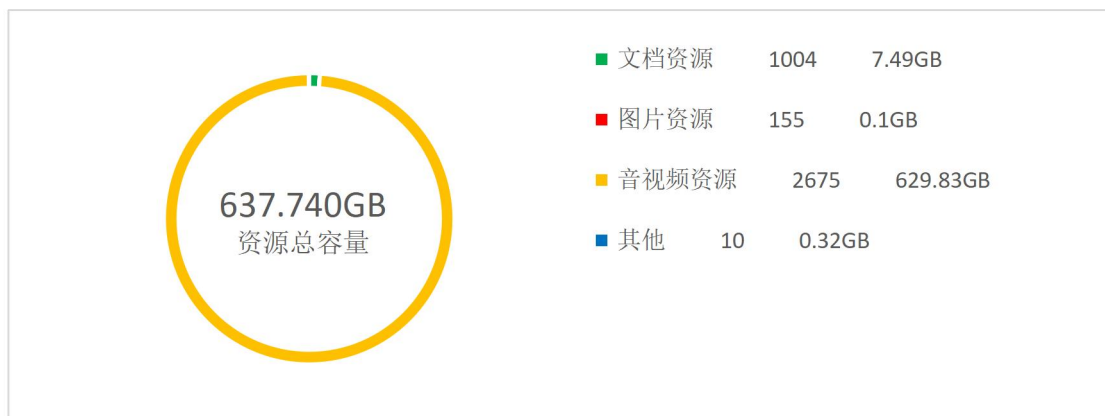 637.740GB
资源总容量
文档资源 1004 7.49GB
图片资源 155 0.1GB
音视频资源 2675 629.83GB
其他 10 0.32GB